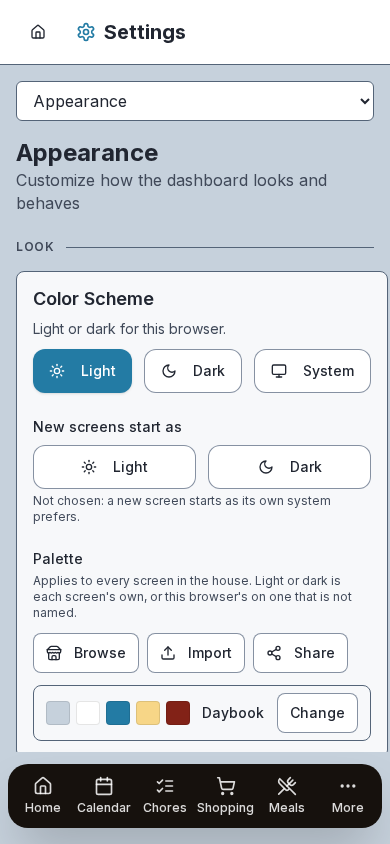 Settings
Appearance
Appearance
Customize how the dashboard looks and
behaves
LOOK
Color Scheme
Light or dark for this browser.
Light
Dark
System
New screens start as
Light
Dark
Not chosen: a new screen starts as its own system
prefers.
Palette
Applies to every screen in the house. Light or dark is
each screen's own, or this browser's on one that is not
named.
Browse
Import
Share
Daybook
Change
Home
Calendar
Chores
Shopping
Meals
More